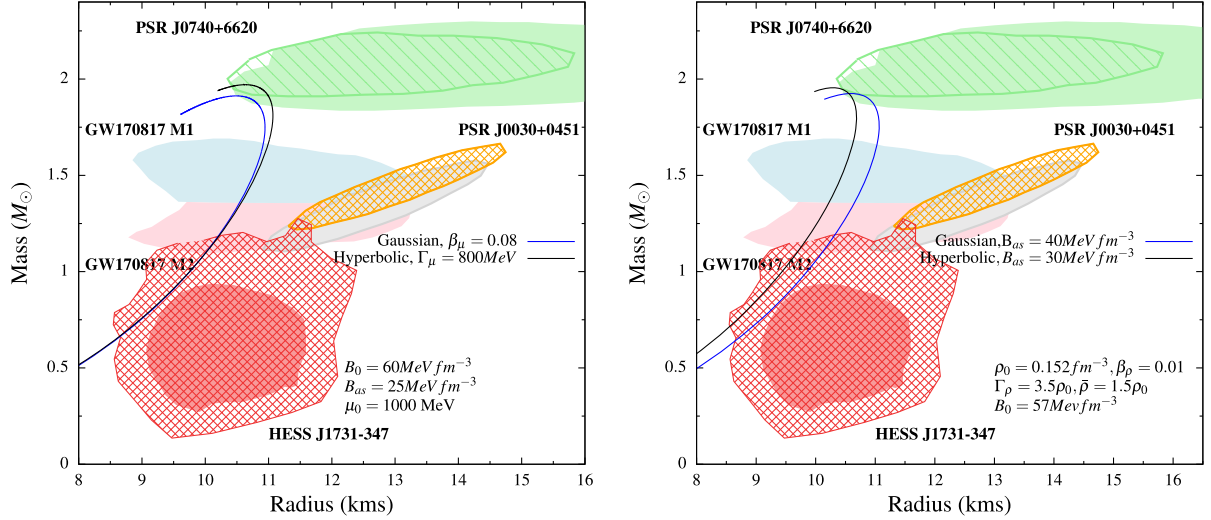 PSR J0740+6620
GW170817 M1
PSR J0030+0451
Gaussian, βμ = 0.08
Hyperbolic, Γμ = 800MeV
GW170817 M2
B0 = 60MeV fm−3
Bas = 25MeV fm−3
μ0 = 1000 MeV
HESS J1731-347
Mass (M⊙)
0
0.5
1
1.5
2
8
9
10
11
12
13
14
15
16
Radius (kms)
PSR J0740+6620
GW170817 M1
PSR J0030+0451
Gaussian,Bas = 40MeV fm−3
Hyperbolic, Bas = 30MeV fm−3
GW170817 M2
ρ0 = 0.152fm−3, βρ = 0.01
Γρ = 3.5ρ0, ρ̄ = 1.5ρ0
B0 = 57Mevfm−3
HESS J1731-347
Mass (M⊙)
0
0.5
1
1.5
2
8
9
10
11
12
13
14
15
16
Radius (kms)